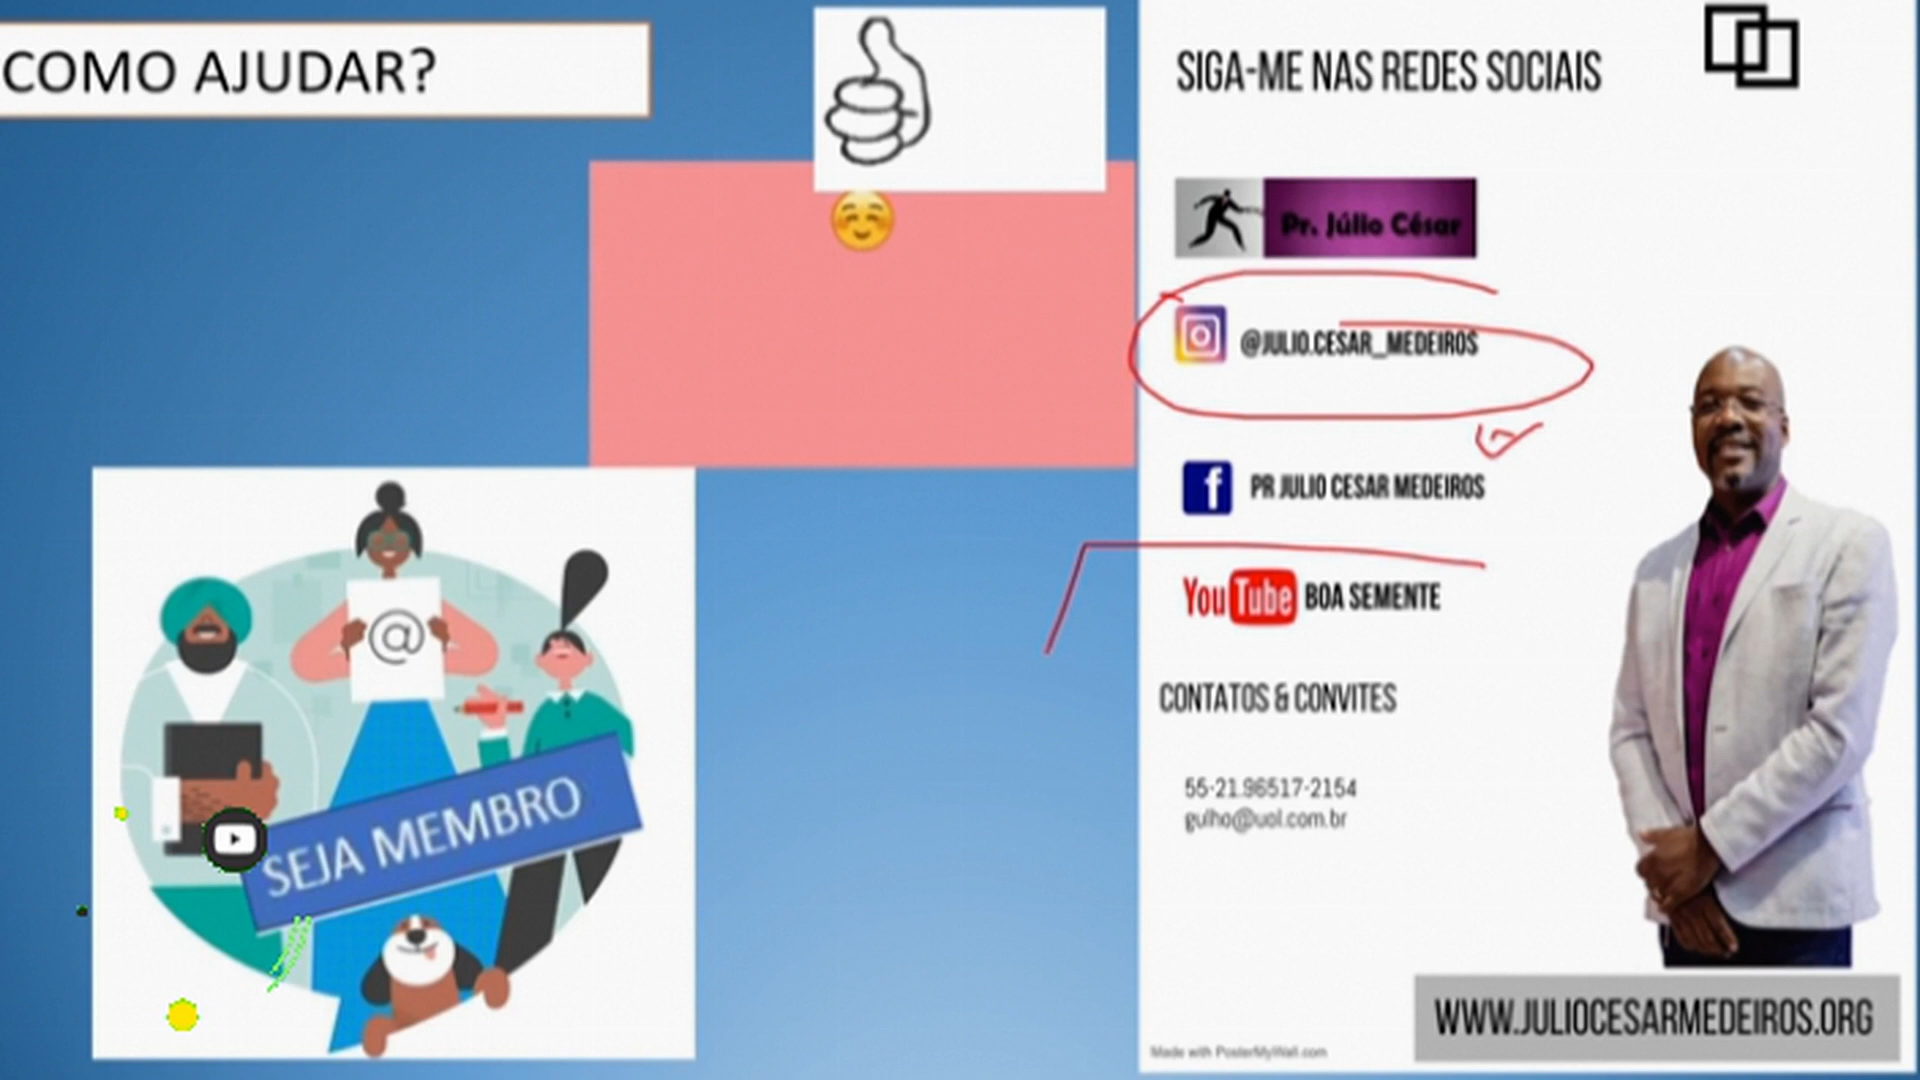 COMO AJUDAR?
SIGA-ME NAS REDES SOCIAIS
Pr. Júlio César
@JULIO.CESAR_MEDEIROS
PR JULIO CESAR MEDEIROS
YouTube BOA SEMENTE
@
SEJA MEMBRO
CONTATOS & CONVITES
55-21.96517-2154
gulho@uol.com.br
WWW.JULIOCESARMEDEIROS.ORG
Made with PosterMyWall.com